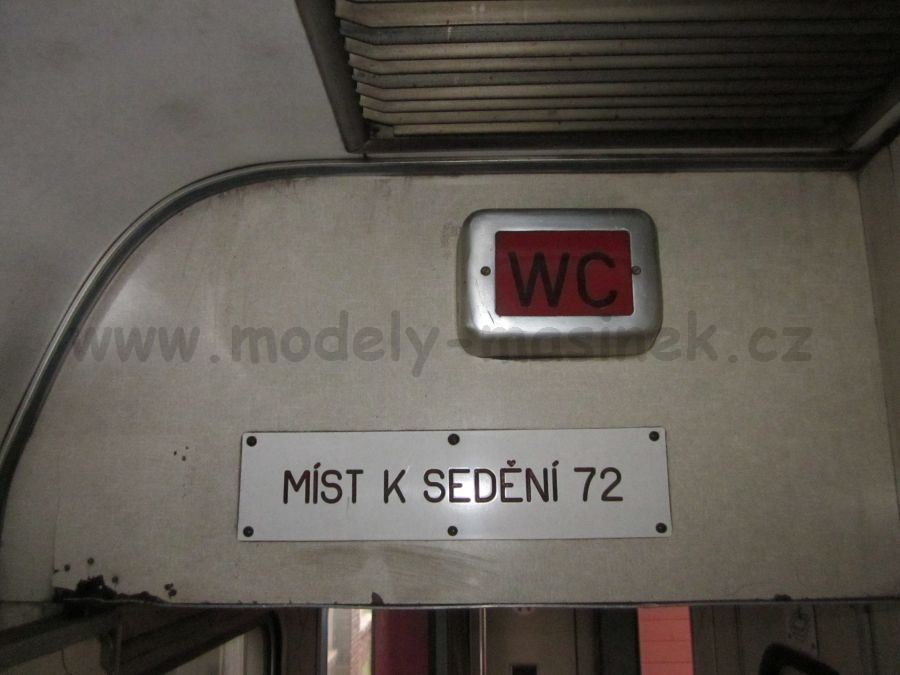 WC
www.modely-masinek.cz
MÍST K SEDĚNÍ 72